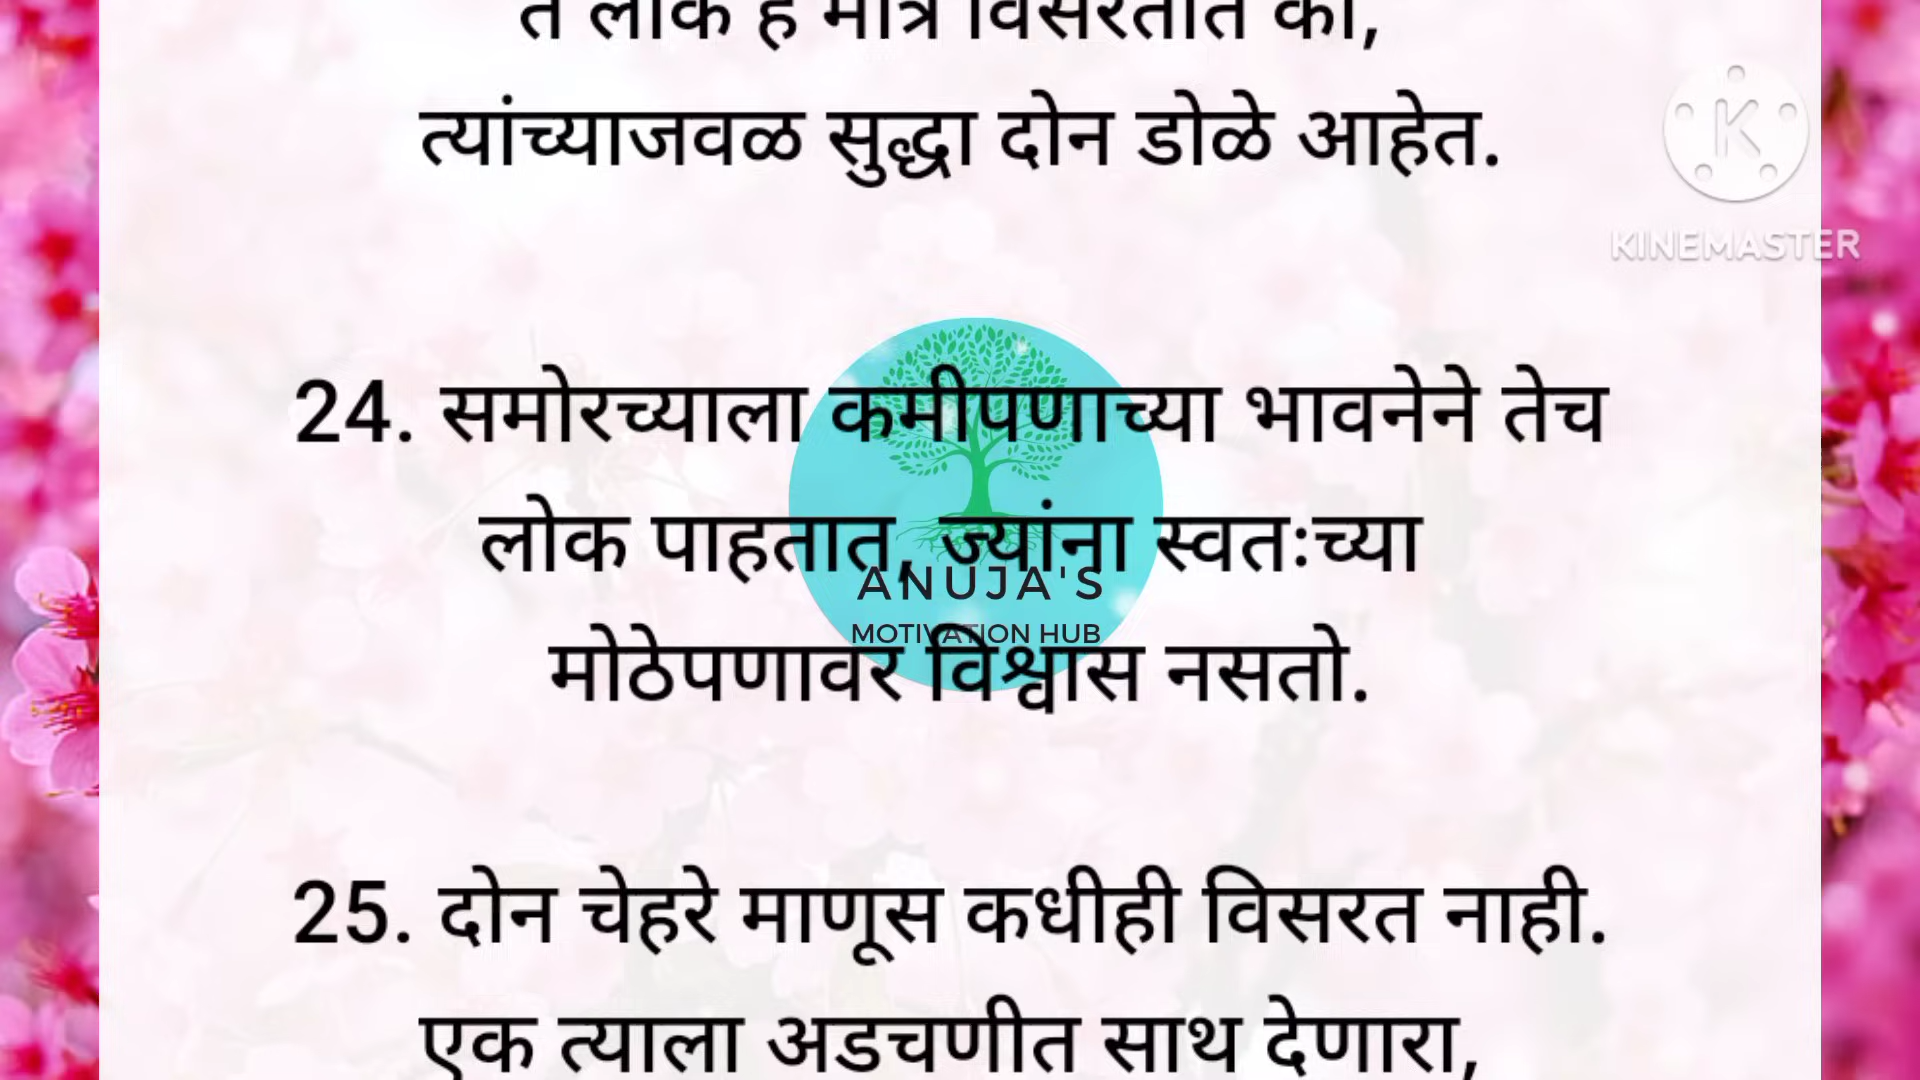 ते लोक हे मात्र विसरतात की,
त्यांच्याजवळ सुद्धा दोन डोळे आहेत.
KINEMASTER
24. समोरच्याला कमीपणाच्या भावनेने तेच
लोक पाहतात, ज्यांना स्वतःच्या
ANUJA'S
MOTIVATION HUB
मोठेपणावर विश्वास नसतो.
25. दोन चेहरे माणूस कधीही विसरत नाही.
एक त्याला अडचणीत साथ देणारा,